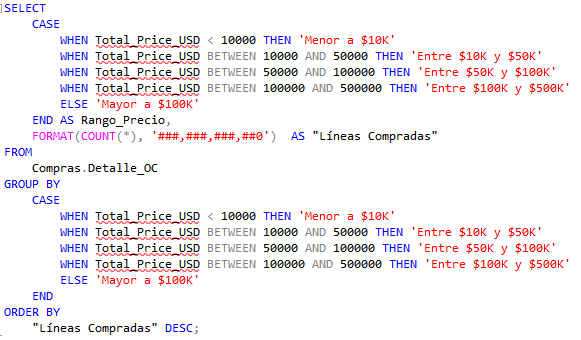 SELECT
    CASE
        WHEN Total_Price_USD < 10000 THEN 'Menor a $10K'
        WHEN Total_Price_USD BETWEEN 10000 AND 50000 THEN 'Entre $10K y $50K'
        WHEN Total_Price_USD BETWEEN 50000 AND 100000 THEN 'Entre $50K y $100K'
        WHEN Total_Price_USD BETWEEN 100000 AND 500000 THEN 'Entre $100K y $500K'
        ELSE 'Mayor a $100K'
    END AS Rango_Precio,
    FORMAT(COUNT(*), '###,###,###,##0')  AS "Líneas Compradas"
FROM
    Compras.Detalle_OC
GROUP BY
    CASE
        WHEN Total_Price_USD < 10000 THEN 'Menor a $10K'
        WHEN Total_Price_USD BETWEEN 10000 AND 50000 THEN 'Entre $10K y $50K'
        WHEN Total_Price_USD BETWEEN 50000 AND 100000 THEN 'Entre $50K y $100K'
        WHEN Total_Price_USD BETWEEN 100000 AND 500000 THEN 'Entre $100K y $500K'
        ELSE 'Mayor a $100K'
    END
ORDER BY
    "Líneas Compradas" DESC;